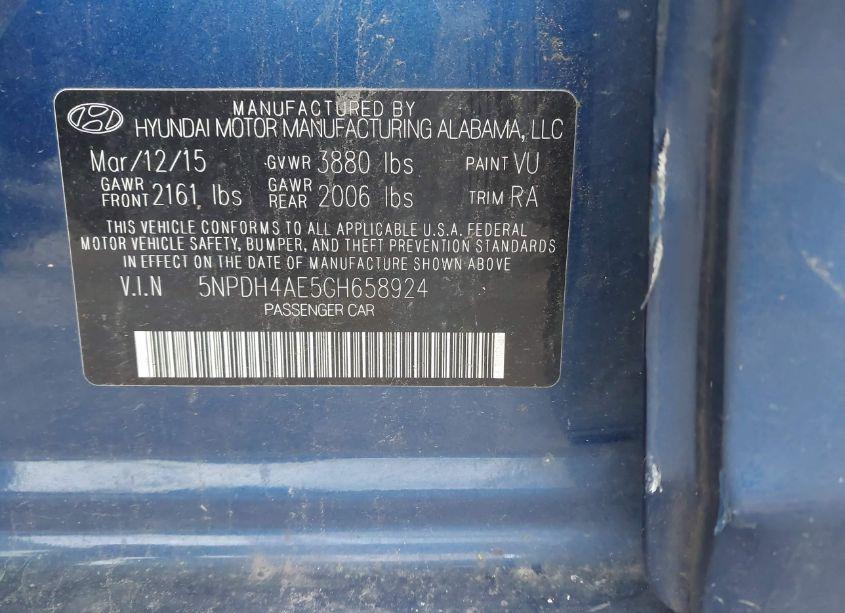 MANUFACTURED BY
HYUNDAI MOTOR MANUFACTURING ALABAMA, LLC
Mar/12/15 GVWR 3880 lbs PAINT VU
GAWR FRONT 2161 lbs GAWR REAR 2006 lbs TRIM RA
THIS VEHICLE CONFORMS TO ALL APPLICABLE U.S.A. FEDERAL
MOTOR VEHICLE SAFETY, BUMPER, AND THEFT PREVENTION STANDARDS
IN EFFECT ON THE DATE OF MANUFACTURE SHOWN ABOVE
V.I.N 5NPDH4AE5GH658924
PASSENGER CAR